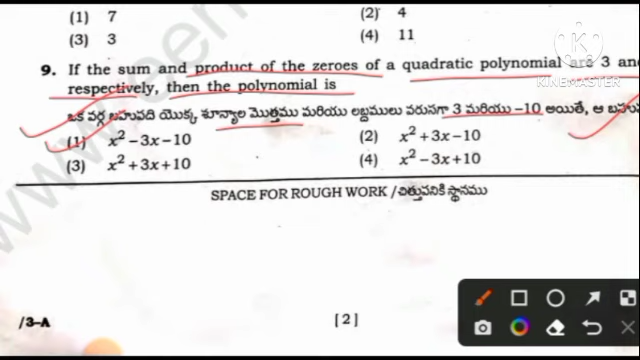 (1) 7 (2) 4
(3) 3 (4) 11
9. If the sum and product of the zeroes of a quadratic polynomial are 3 and
respectively, then the polynomial is
ఒక వర్గ బహుపది యొక్క శూన్యాల మొత్తము మరియు లబ్దములు వరుసగా 3 మరియు -10 అయితే, ఆ
(1) x² - 3x - 10 (2) x² + 3x - 10
(3) x² + 3x + 10 (4) x² - 3x + 10
SPACE FOR ROUGH WORK / చిత్తుపనికి స్థానము
/3-A [2]
KINEMASTER